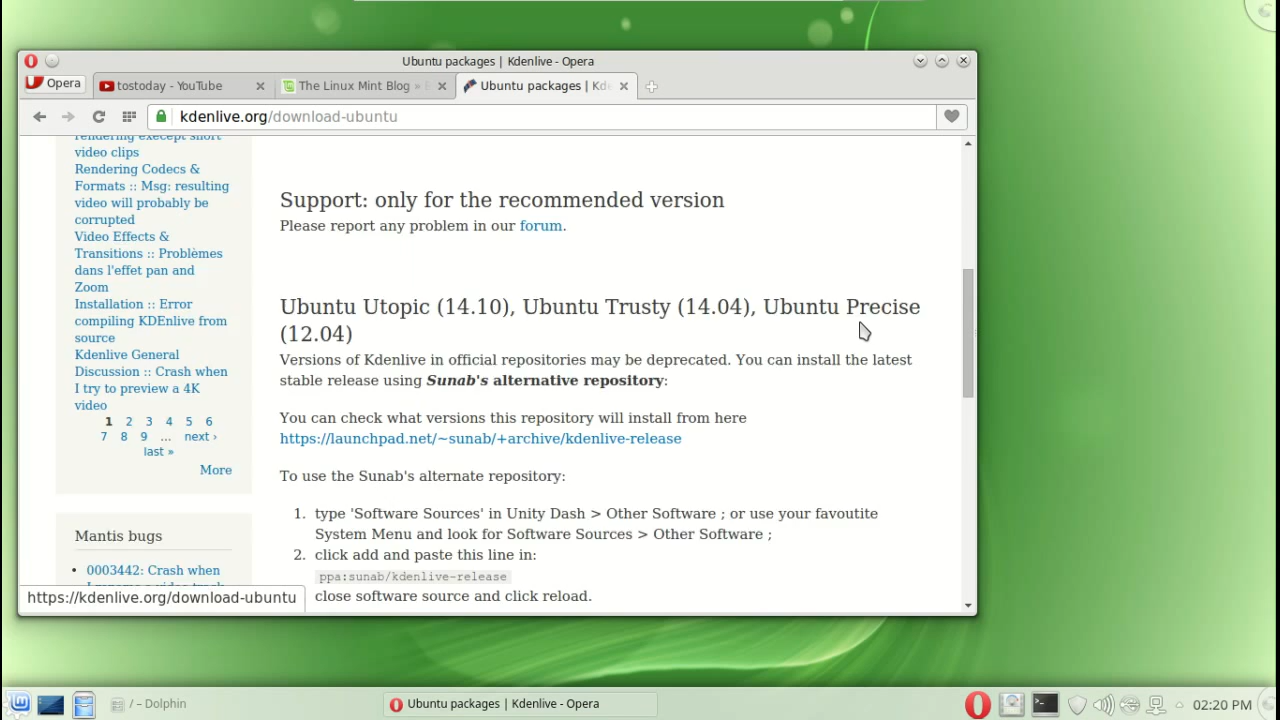 Ubuntu packages | Kdenlive - Opera
Opera
tostoday - YouTube
The Linux Mint Blog »
Ubuntu packages | Kde
kdenlive.org/download-ubuntu
rendering execept short
video clips
Rendering Codecs &
Formats :: Msg: resulting
video will probably be
corrupted
Video Effects &
Transitions :: Problèmes
dans l'effet pan and
Zoom
Installation :: Error
compiling KDEnlive from
source
Kdenlive General
Discussion :: Crash when
I try to preview a 4K
video
1 2 3 4 5 6
7 8 9 … next ›
last »
More
Mantis bugs
0003442: Crash when
Support: only for the recommended version
Please report any problem in our forum.
Ubuntu Utopic (14.10), Ubuntu Trusty (14.04), Ubuntu Precise
(12.04)
Versions of Kdenlive in official repositories may be deprecated. You can install the latest
stable release using Sunab's alternative repository:
You can check what versions this repository will install from here
https://launchpad.net/~sunab/+archive/kdenlive-release
To use the Sunab's alternate repository:
1. type 'Software Sources' in Unity Dash > Other Software ; or use your favoutite
System Menu and look for Software Sources > Other Software ;
2. click add and paste this line in:
ppa:sunab/kdenlive-release
close software source and click reload.
https://kdenlive.org/download-ubuntu
/ – Dolphin
Ubuntu packages | Kdenlive - Opera
02:20 PM